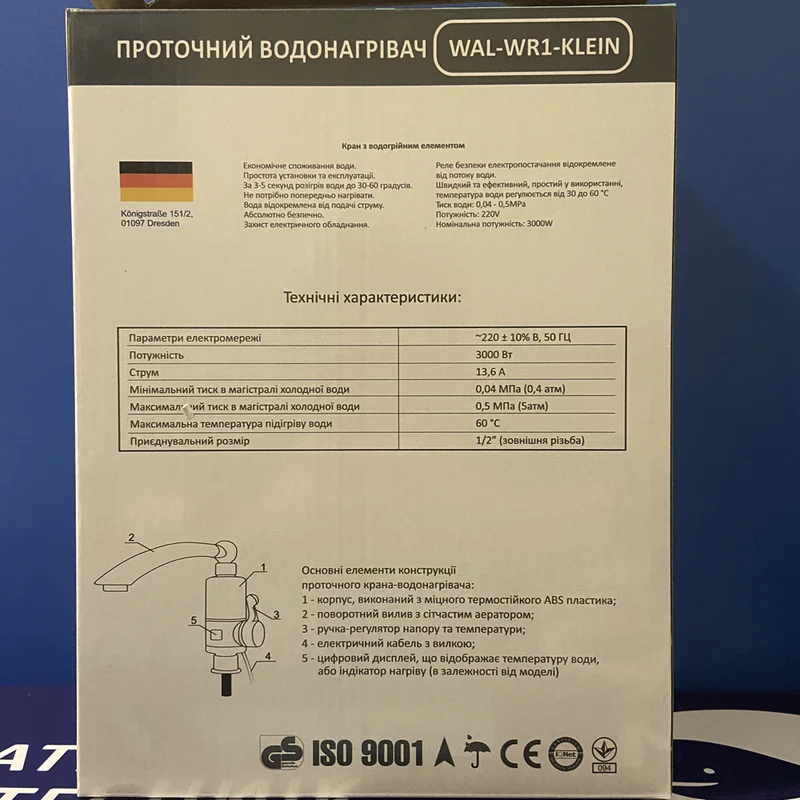 ПРОТОЧНИЙ ВОДОНАГРІВАЧ WAL-WR1-KLEIN
Кран з водогрійним елементом
Königstraße 151/2,
01097 Dresden
Економічне споживання води.
Простота установки та експлуатації.
За 3-5 секунд розігрів води до 30-60 градусів.
Не потрібно попередньо нагрівати.
Вода відокремлена від подачі струму.
Абсолютно безпечно.
Захист електричного обладнання.
Реле безпеки електропостачання відокремлене
від потоку води.
Швидкий та ефективний, простий у використанні,
температура води регулюється від 30 до 60 °C
Тиск води: 0,04 - 0,5MPa
Потужність: 220V
Номінальна потужність: 3000W
Технічні характеристики:
Параметри електромережі ~220 ± 10% В, 50 ГЦ
Потужність 3000 Вт
Струм 13,6 А
Мінімальний тиск в магістралі холодної води 0,04 МПа (0,4 атм)
Максимальний тиск в магістралі холодної води 0,5 МПа (5атм)
Максимальна температура підігріву води 60 °C
Приєднувальний розмір 1/2” (зовнішня різьба)
2
1
3
5
4
Основні елементи конструкції
проточного крана-водонагрівача:
1 - корпус, виконаний з міцного термостійкого ABS пластика;
2 - поворотний вилив з сітчастим аератором;
3 - ручка-регулятор напору та температури;
4 - електричний кабель з вилкою;
5 - цифровий дисплей, що відображає температуру води,
або індикатор нагріву (в залежності від моделі)
GS ISO 9001 CE IQNet 094